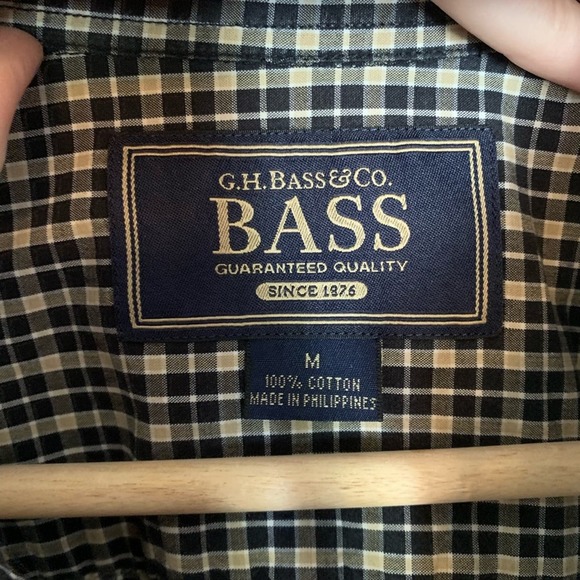 G.H. BASS & CO.
BASS
GUARANTEED QUALITY
SINCE 1876
M
100% COTTON
MADE IN PHILIPPINES